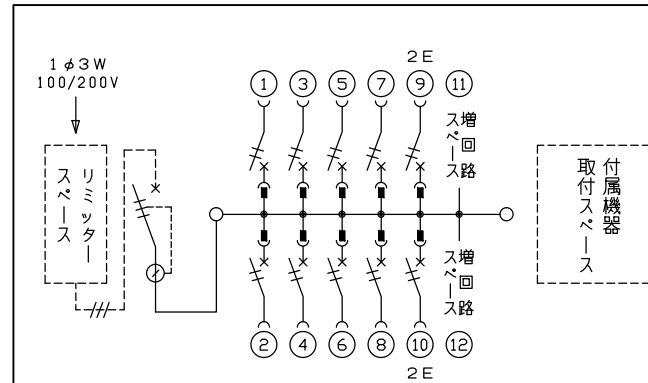 1φ3W
100/200V
リミッター
スペース
2E
1 3 5 7 9 11
増回路
スペース
付属機器
取付スペース
増回路
スペース
2 4 6 8 10 12
2E